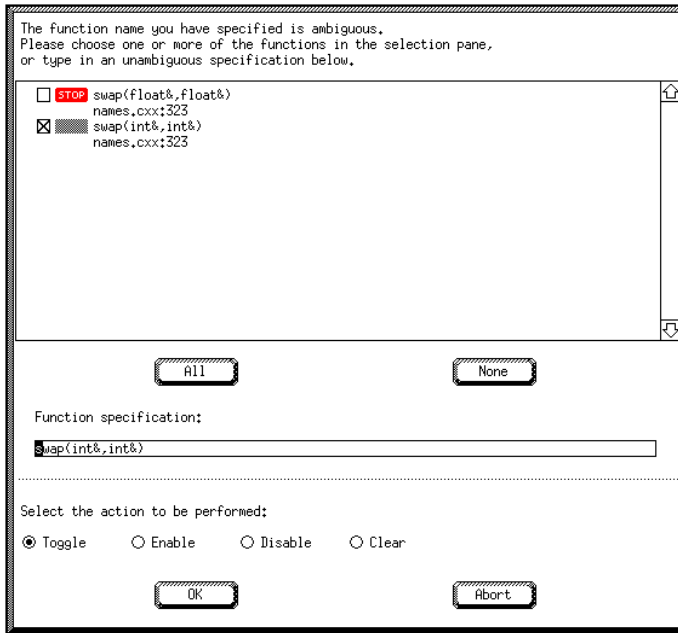 The function name you have specified is ambiguous.
Please choose one or more of the functions in the selection pane,
or type in an unambiguous specification below.
STOP swap(float&,float&)
names.cxx:323
swap(int&,int&)
names.cxx:323
All None
Function specification:
swap(int&,int&)
Select the action to be performed:
Toggle Enable Disable Clear
OK Abort